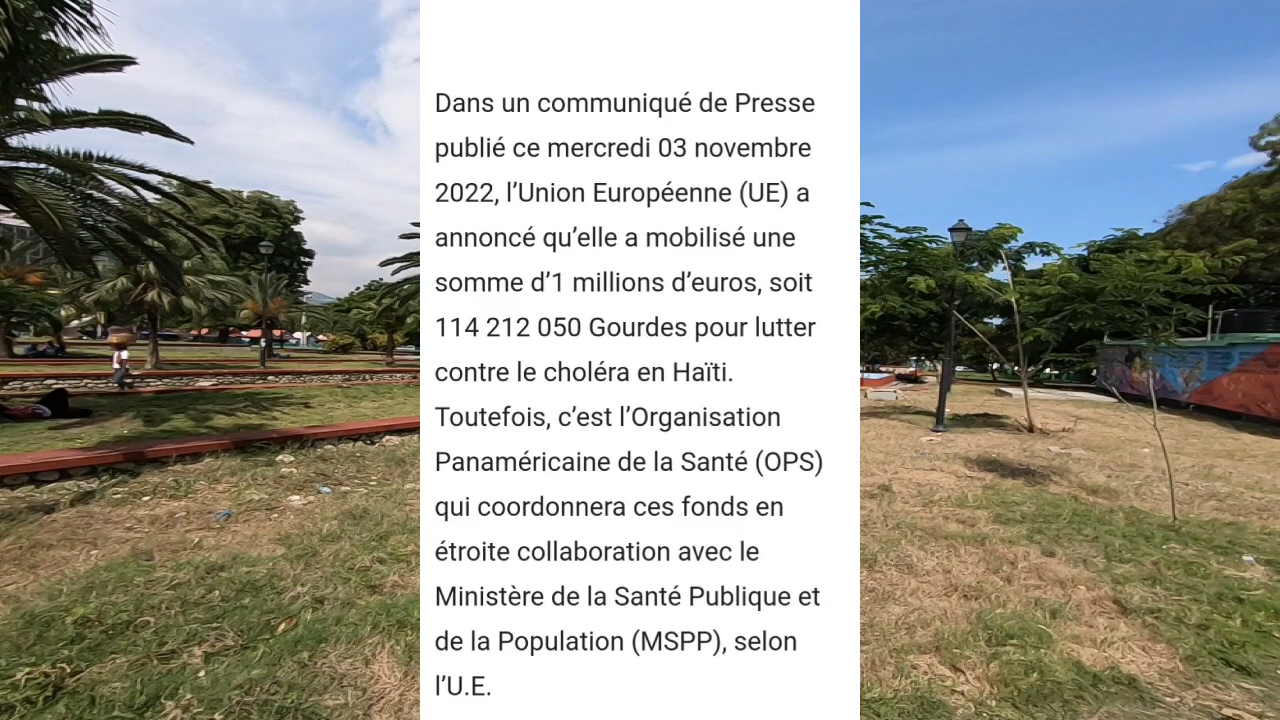 Dans un communiqué de Presse
publié ce mercredi 03 novembre
2022, l’Union Européenne (UE) a
annoncé qu’elle a mobilisé une
somme d’1 millions d’euros, soit
114 212 050 Gourdes pour lutter
contre le choléra en Haïti.
Toutefois, c’est l’Organisation
Panaméricaine de la Santé (OPS)
qui coordonnera ces fonds en
étroite collaboration avec le
Ministère de la Santé Publique et
de la Population (MSPP), selon
l’U.E.